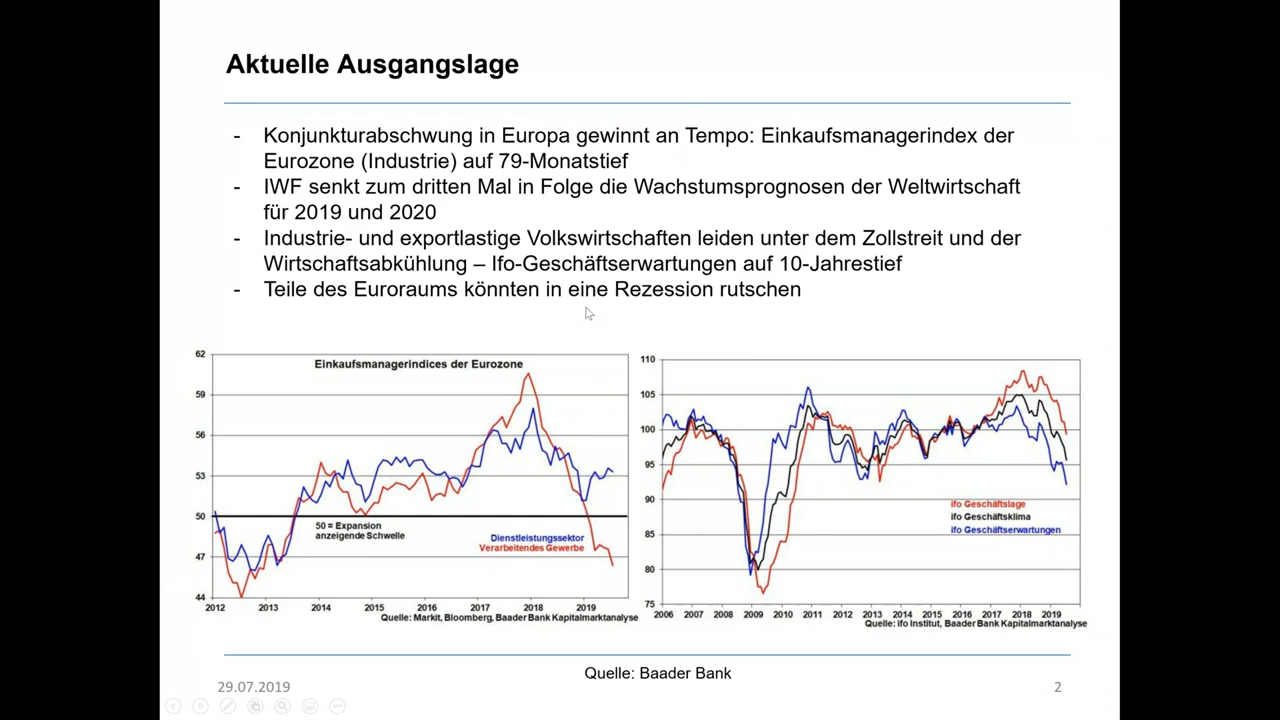 Aktuelle Ausgangslage
- Konjunkturabschwung in Europa gewinnt an Tempo: Einkaufsmanagerindex der
Eurozone (Industrie) auf 79-Monatstief
- IWF senkt zum dritten Mal in Folge die Wachstumsprognosen der Weltwirtschaft
für 2019 und 2020
- Industrie- und exportlastige Volkswirtschaften leiden unter dem Zollstreit und der
Wirtschaftsabkühlung – Ifo-Geschäftserwartungen auf 10-Jahrestief
- Teile des Euroraums könnten in eine Rezession rutschen
Einkaufsmanagerindices der Eurozone
62
59
56
53
50
47
44
50 = Expansion
anzeigende Schwelle
Dienstleistungssektor
Verarbeitendes Gewerbe
2012 2013 2014 2015 2016 2017 2018 2019
Quelle: Markit, Bloomberg, Baader Bank Kapitalmarktanalyse
110
105
100
95
90
85
80
75
ifo Geschäftslage
ifo Geschäftsklima
ifo Geschäftserwartungen
2006 2007 2008 2009 2010 2011 2012 2013 2014 2015 2016 2017 2018 2019
Quelle: ifo Institut, Baader Bank Kapitalmarktanalyse
Quelle: Baader Bank
29.07.2019
2